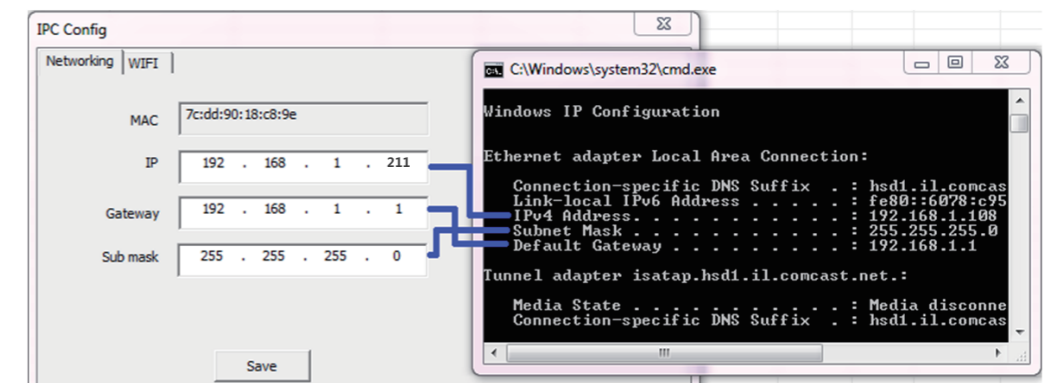 IPC Config
Networking WIFI
MAC 7c:dd:90:18:c8:9e
IP 192 . 168 . 1 . 211
Gateway 192 . 168 . 1 . 1
Sub mask 255 . 255 . 255 . 0
Save
C:\Windows\system32\cmd.exe
Windows IP Configuration
Ethernet adapter Local Area Connection:
Connection-specific DNS Suffix . : hsd1.il.comcas
Link-local IPv6 Address . . . . . : fe80::6078:c95
IPv4 Address. . . . . . . . . . . : 192.168.1.108
Subnet Mask . . . . . . . . . . . : 255.255.255.0
Default Gateway . . . . . . . . . : 192.168.1.1
Tunnel adapter isatap.hsd1.il.comcast.net.:
Media State . . . . . . . . . . . : Media disconne
Connection-specific DNS Suffix . : hsd1.il.comcas